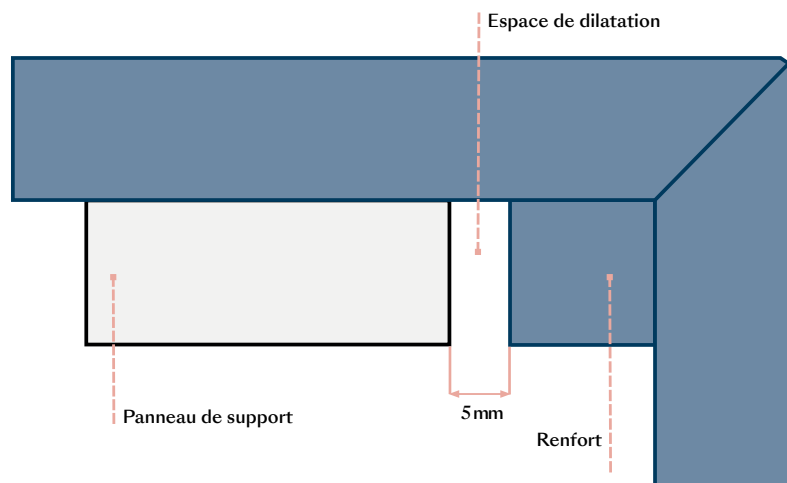 Espace de dilatation
Panneau de support
5 mm
Renfort